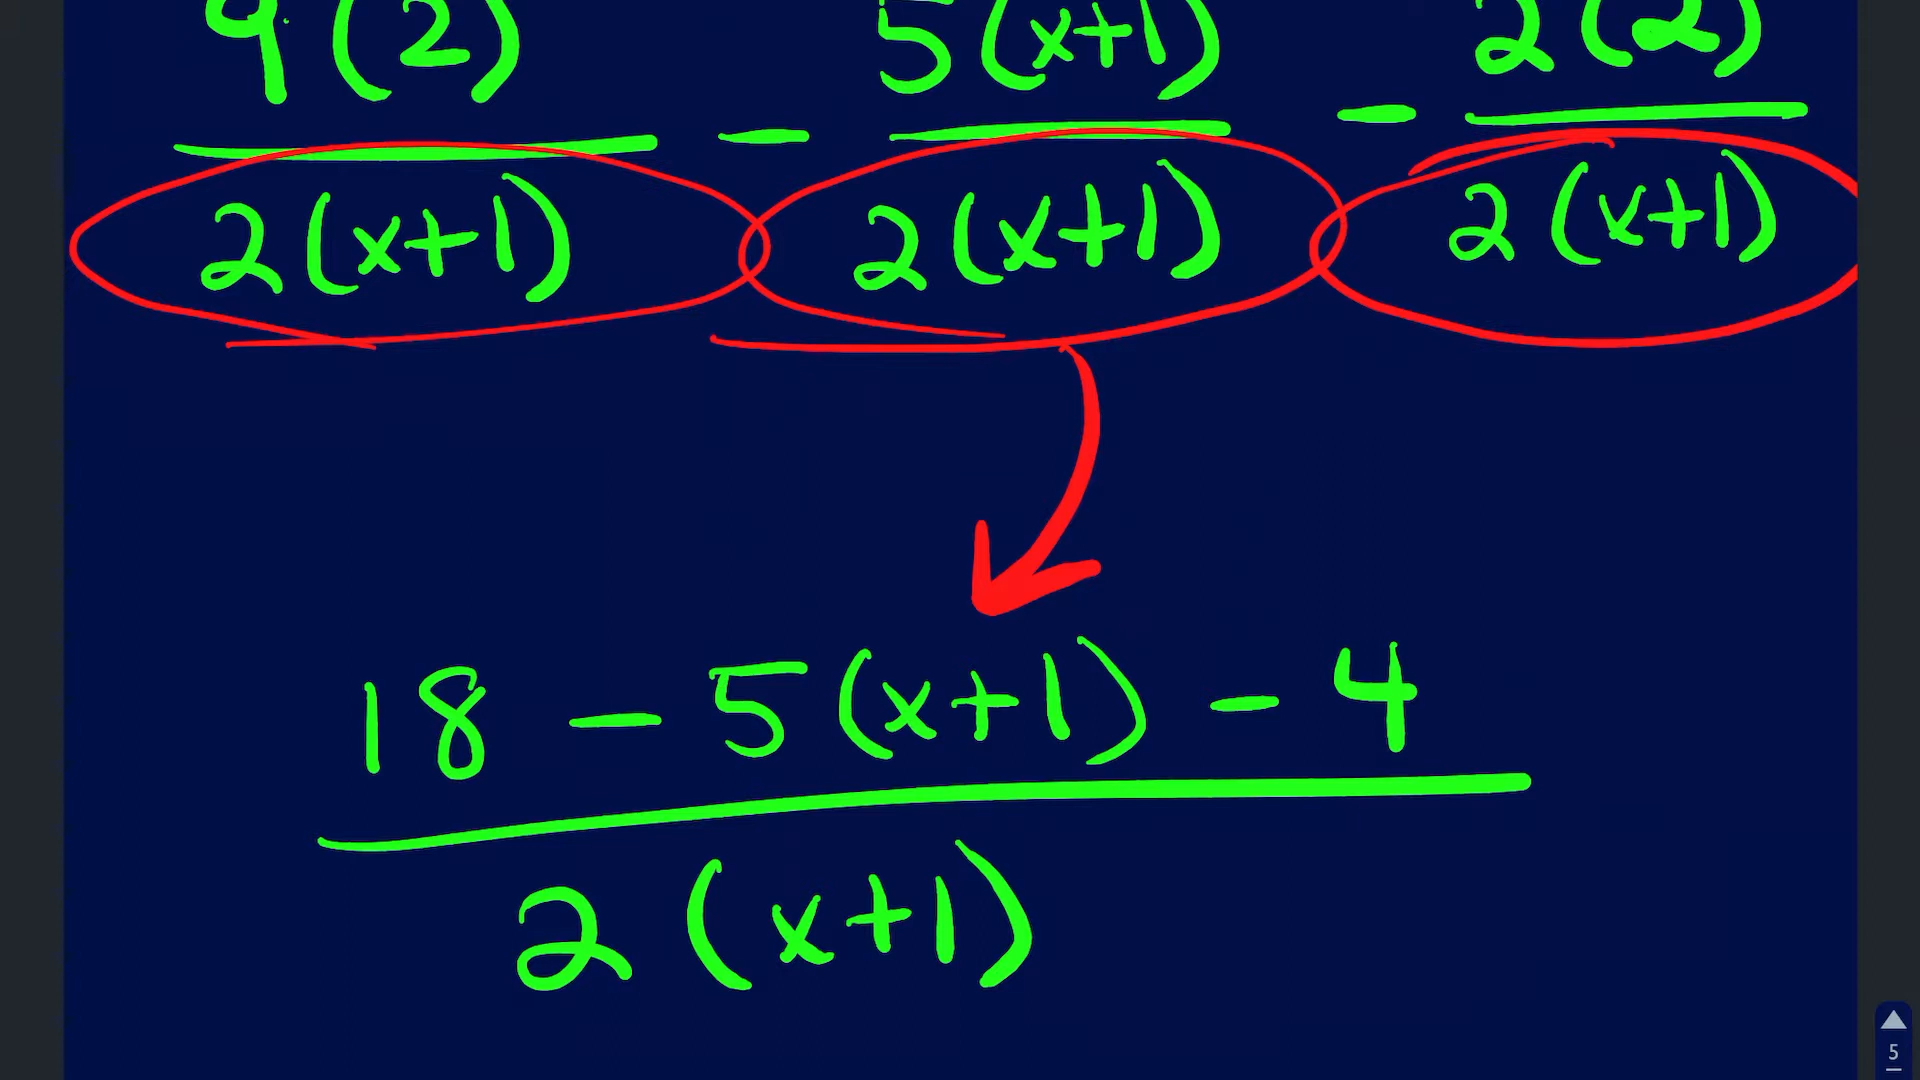 9(2) - 5(x+1) - 2(2)
2(x+1) 2(x+1) 2(x+1)
18 - 5(x+1) - 4
2(x+1)
5